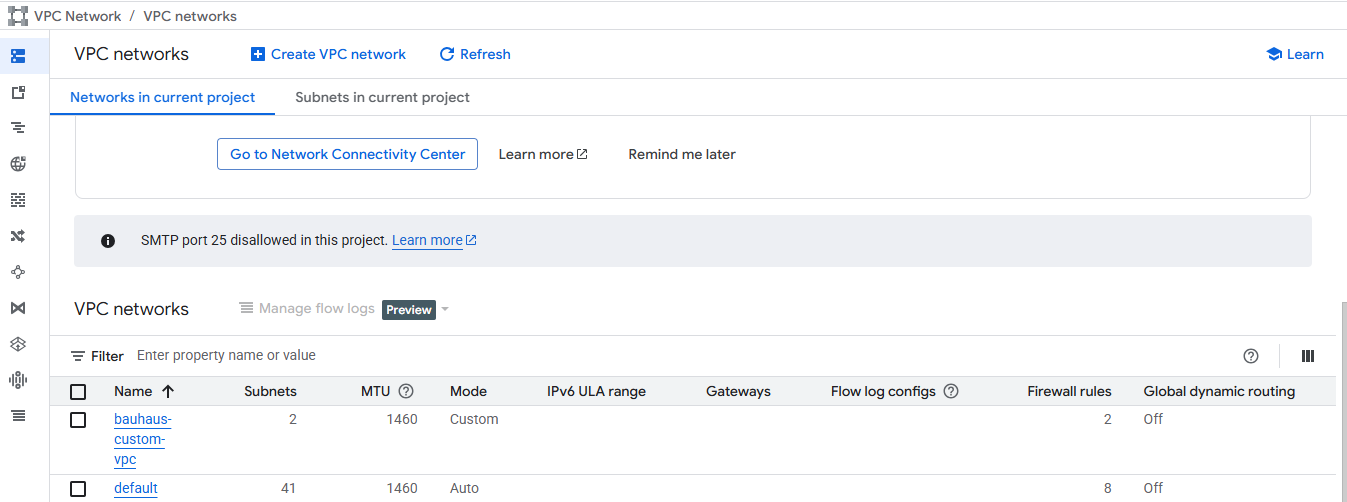 VPC Network / VPC networks
VPC networks Create VPC network Refresh Learn
Networks in current project Subnets in current project
Go to Network Connectivity Center Learn more Remind me later
SMTP port 25 disallowed in this project. Learn more
VPC networks Manage flow logs Preview
Filter Enter property name or value
Name Subnets MTU Mode IPv6 ULA range Gateways Flow log configs Firewall rules Global dynamic routing
bauhaus- 2 1460 Custom 2 Off
custom-
vpc
default 41 1460 Auto 8 Off